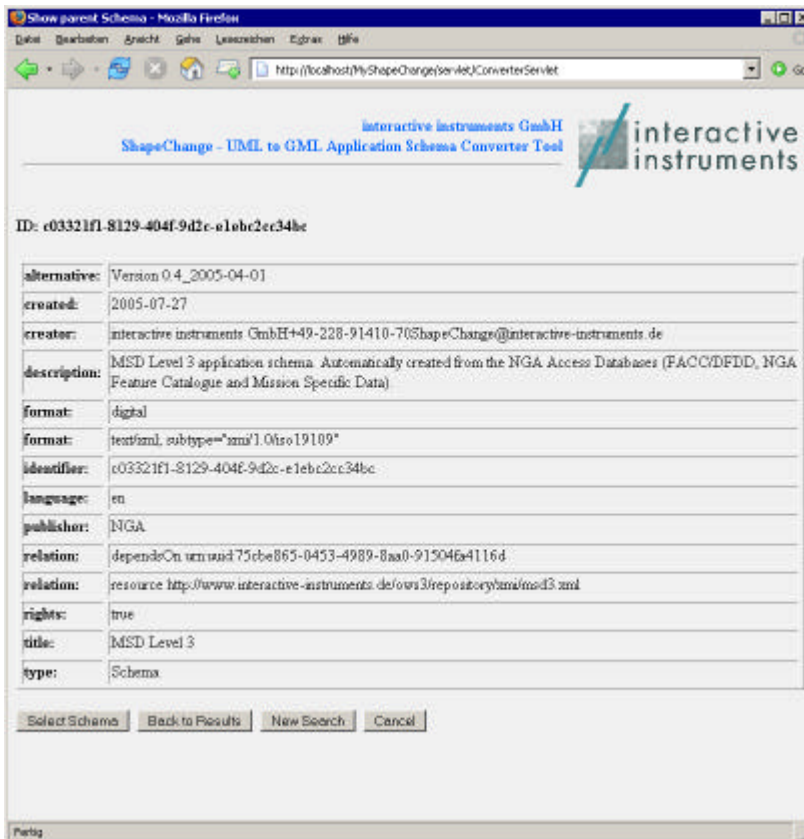 Show parent Schema - Mozilla Firefox
Datei Bearbeiten Ansicht Gehe Lesezeichen Extras Hilfe
http://localhost/MyShapeChange/servlet/ConverterServlet
Go
interactive instruments GmbH
ShapeChange - UML to GML Application Schema Converter Tool
interactive
instruments
ID: c03321f1-8129-404f-9d2c-e1ebc2cc34bc
alternative: Version 0.4_2005-04-01
created: 2005-07-27
creator: interactive instruments GmbH+49-228-91410-70ShapeChange@interactive-instruments.de
description: MSD Level 3 application schema. Automatically created from the NGA Access Databases (FACC/DFDD, NGA
Feature Catalogue and Mission Specific Data)
format: digital
format: text/xml; subtype="xmi/1.0/iso19109"
identifier: c03321f1-8129-404f-9d2c-e1ebc2cc34bc
language: en
publisher: NGA
relation: dependsOn urn:uuid:75cbe865-0453-4989-8aa0-91504fa4116d
relation: resource http://www.interactive-instruments.de/ows3/repository/xmi/msd3.xml
rights: true
title: MSD Level 3
type: Schema
Select Schema Back to Results New Search Cancel
Fertig